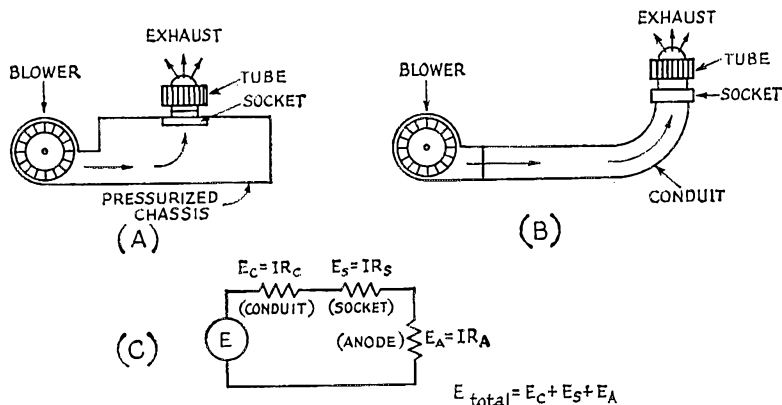 EXHAUST
BLOWER
TUBE
SOCKET
PRESSURIZED
CHASSIS
(A)
EXHAUST
BLOWER
TUBE
SOCKET
CONDUIT
(B)
E_C = IR_C
E_S = IR_S
(CONDUIT)
(SOCKET)
(C)
E
(ANODE)
E_A = IR_A
E_total = E_C + E_S + E_A